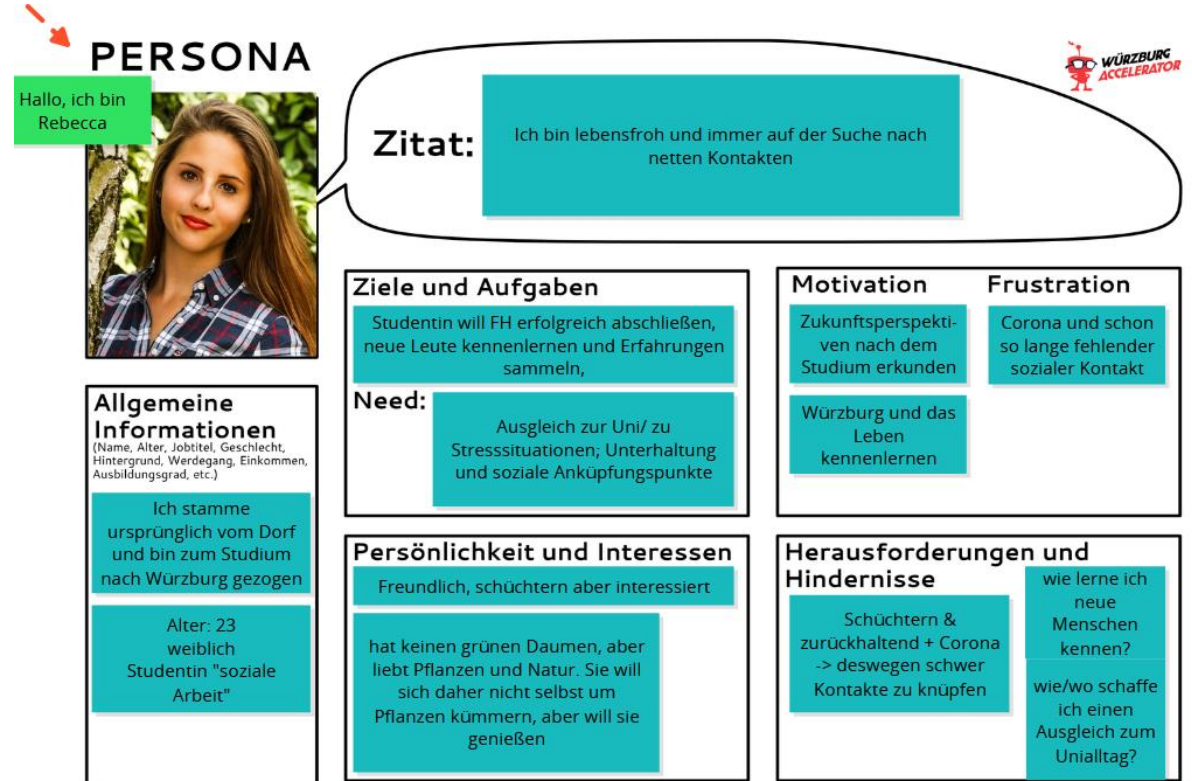 PERSONA
Hallo, ich bin
Rebecca
Zitat:
Ich bin lebensfroh und immer auf der Suche nach
netten Kontakten
WÜRZBURG
ACCELERATOR
Allgemeine
Informationen
(Name, Alter, Jobtitel, Geschlecht,
Hintergrund, Werdegang, Einkommen,
Ausbildungsgrad, etc.)
Ich stamme
ursprünglich vom Dorf
und bin zum Studium
nach Würzburg gezogen
Alter: 23
weiblich
Studentin "soziale
Arbeit"
Ziele und Aufgaben
Studentin will FH erfolgreich abschließen,
neue Leute kennenlernen und Erfahrungen
sammeln,
Need:
Ausgleich zur Uni/ zu
Stresssituationen; Unterhaltung
und soziale Anküpfungspunkte
Motivation
Zukunftsperspekti-
ven nach dem
Studium erkunden
Würzburg und das
Leben
kennenlernen
Frustration
Corona und schon
so lange fehlender
sozialer Kontakt
Persönlichkeit und Interessen
Freundlich, schüchtern aber interessiert
hat keinen grünen Daumen, aber
liebt Pflanzen und Natur. Sie will
sich daher nicht selbst um
Pflanzen kümmern, aber will sie
genießen
Herausforderungen und
Hindernisse
Schüchtern &
zurückhaltend + Corona
-> deswegen schwer
Kontakte zu knüpfen
wie lerne ich
neue
Menschen
kennen?
wie/wo schaffe
ich einen
Ausgleich zum
Unialltag?